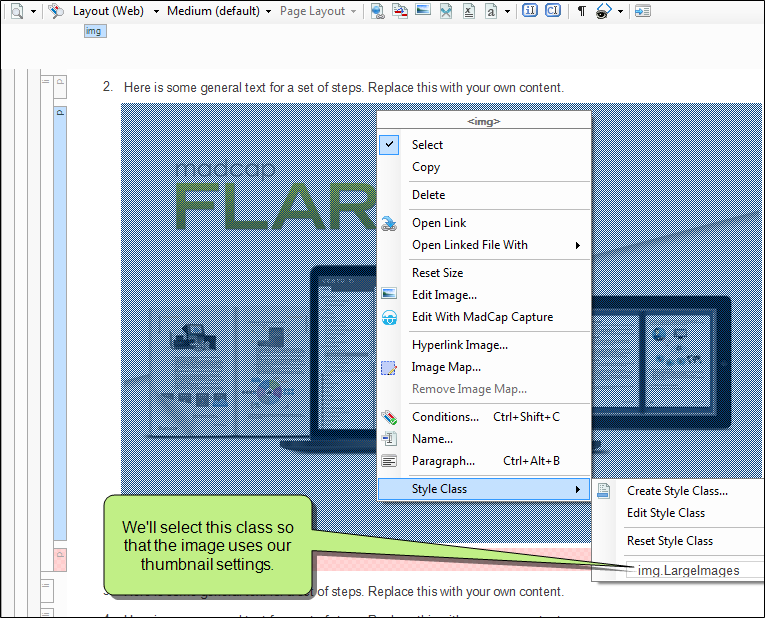 Layout (Web) Medium (default) Page Layout
img
2. Here is some general text for a set of steps. Replace this with your own content.
<img>
madcap
FLAR
Select
Copy
Delete
Open Link
Open Linked File With
Reset Size
Edit Image...
Edit With MadCap Capture
Hyperlink Image...
Image Map...
Remove Image Map...
Conditions... Ctrl+Shift+C
Name...
Paragraph... Ctrl+Alt+B
Style Class
Create Style Class...
Edit Style Class
Reset Style Class
img.LargeImages
We'll select this class so
that the image uses our
thumbnail settings.
set of steps. Replace this with your own content.